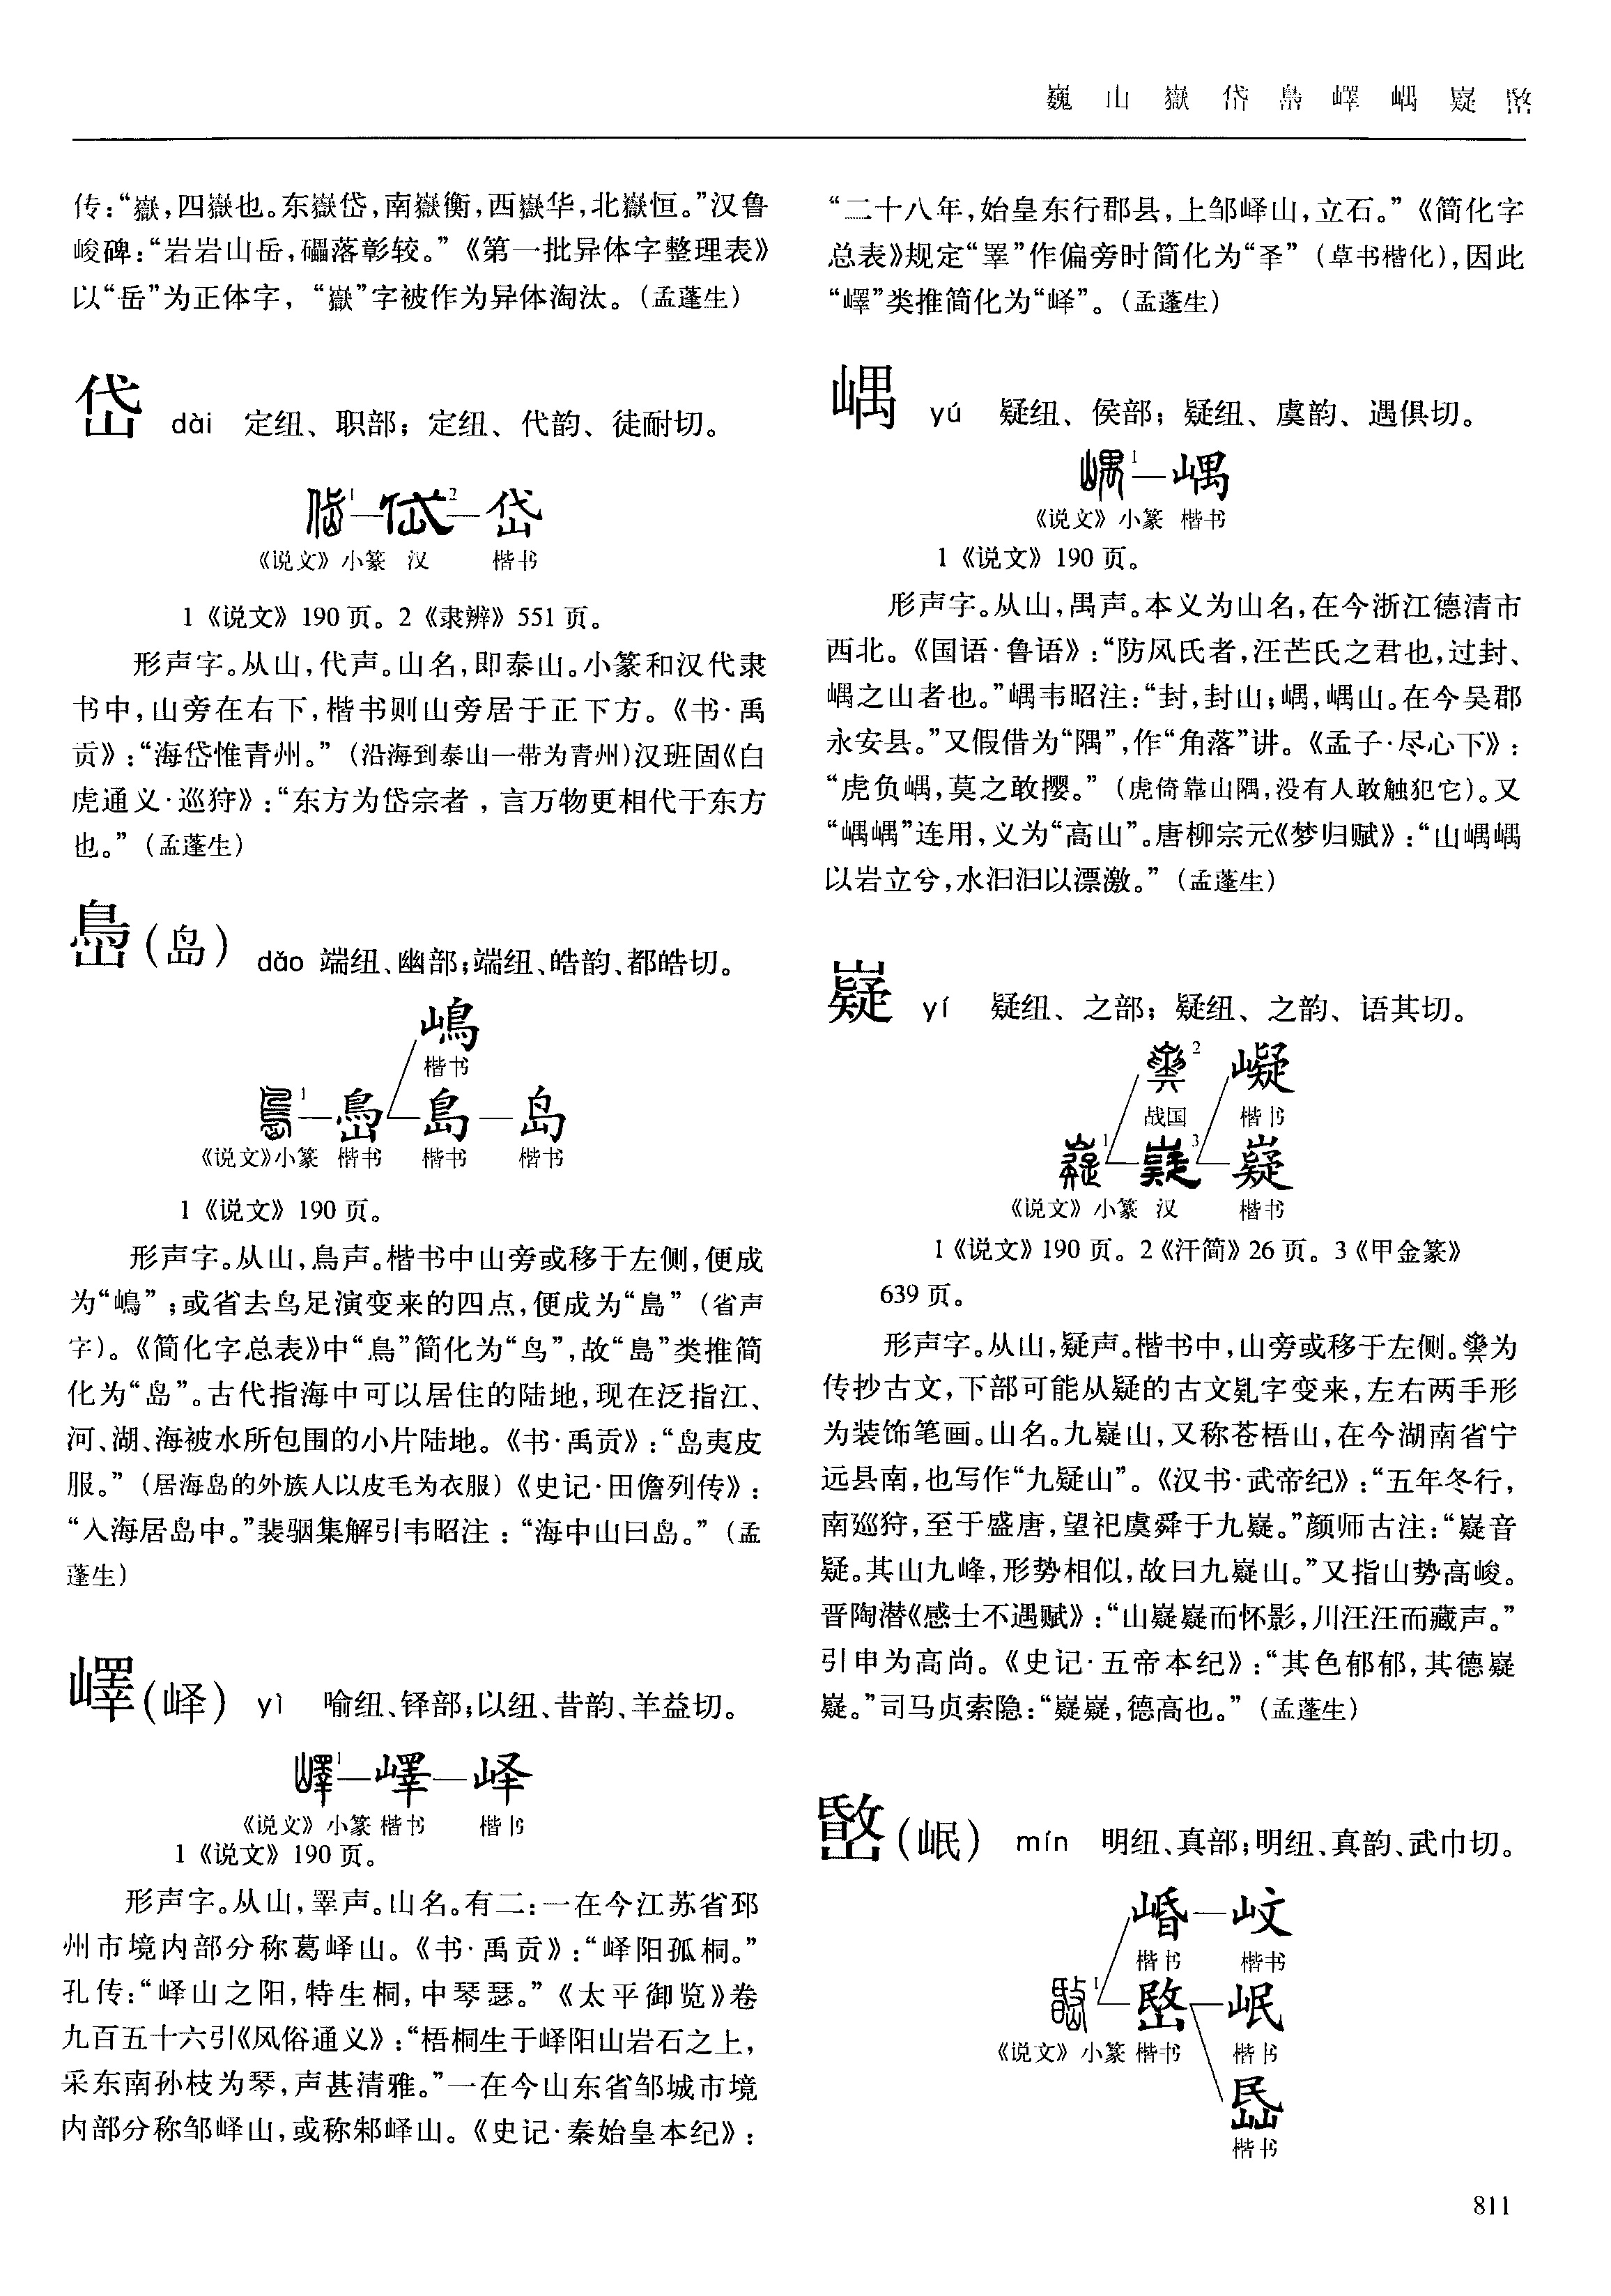 巍 山 嶽 岱 㠀 嶧 嵎 嶷 敯
传：“嶽，四嶽也。东嶽岱，南嶽衡，西嶽华，北嶽恒。”汉鲁
峻碑：“岩岩山岳，礧落彰较。”《第一批异体字整理表》
以“岳”为正体字，“嶽”字被作为异体淘汰。（孟蓬生）
岱 dài 定纽、职部；定纽、代韵、徒耐切。
1—2—岱
《说文》小篆 汉 楷书
1《说文》190页。2《隶辨》551页。
形声字。从山，代声。山名，即泰山。小篆和汉代隶
书中，山旁在右下，楷书则山旁居于正下方。《书·禹
贡》：“海岱惟青州。”（沿海到泰山一带为青州）汉班固《白
虎通义·巡狩》：“东方为岱宗者，言万物更相代于东方
也。”（孟蓬生）
㠀（岛） dǎo 端纽、幽部；端纽、皓韵、都皓切。
嶋
楷书
1—㠀—島—岛
《说文》小篆 楷书 楷书 楷书
1《说文》190页。
形声字。从山，鳥声。楷书中山旁或移于左侧，便成
为“嶋”；或省去鸟足演变来的四点，便成为“島”（省声
字）。《简化字总表》中“鳥”简化为“鸟”，故“島”类推简
化为“岛”。古代指海中可以居住的陆地，现在泛指江、
河、湖、海被水所包围的小片陆地。《书·禹贡》：“岛夷皮
服。”（居海岛的外族人以皮毛为衣服）《史记·田儋列传》：
“入海居岛中。”裴骃集解引韦昭注：“海中山曰岛。”（孟
蓬生）
嶧（峄） yì 喻纽、铎部；以纽、昔韵、羊益切。
1—嶧—峄
《说文》小篆 楷书 楷书
1《说文》190页。
形声字。从山，睪声。山名。有二：一在今江苏省邳
州市境内部分称葛峄山。《书·禹贡》：“峄阳孤桐。”
孔传：“峄山之阳，特生桐，中琴瑟。”《太平御览》卷
九百五十六引《风俗通义》：“梧桐生于峄阳山岩石之上，
采东南孙枝为琴，声甚清雅。”一在今山东省邹城市境
内部分称邹峄山，或称邾峄山。《史记·秦始皇本纪》：
“二十八年，始皇东行郡县，上邹峄山，立石。”《简化字
总表》规定“睪”作偏旁时简化为“圣”（草书楷化），因此
“嶧”类推简化为“峄”。（孟蓬生）
嵎 yú 疑纽、侯部；疑纽、虞韵、遇俱切。
1—嵎
《说文》小篆 楷书
1《说文》190页。
形声字。从山，禺声。本义为山名，在今浙江德清市
西北。《国语·鲁语》：“防风氏者，汪芒氏之君也，过封、
嵎之山者也。”嵎韦昭注：“封，封山；嵎，嵎山。在今吴郡
永安县。”又假借为“隅”，作“角落”讲。《孟子·尽心下》：
“虎负嵎，莫之敢撄。”（虎倚靠山隅，没有人敢触犯它）。又
“嵎嵎”连用，义为“高山”。唐柳宗元《梦归赋》：“山嵎嵎
以岩立兮，水汩汩以漂激。”（孟蓬生）
嶷 yí 疑纽、之部；疑纽、之韵、语其切。
2
战国 楷书
1—3—嶷
《说文》小篆 汉 楷书
1《说文》190页。2《汗简》26页。3《甲金篆》
639页。
形声字。从山，疑声。楷书中，山旁或移于左侧。为
传抄古文，下部可能从疑的古文字变来，左右两手形
为装饰笔画。山名。九嶷山，又称苍梧山，在今湖南省宁
远县南，也写作“九疑山”。《汉书·武帝纪》：“五年冬行，
南廵狩，至于盛唐，望祀虞舜于九嶷。”颜师古注：“嶷音
疑。其山九峰，形势相似，故曰九嶷山。”又指山势高峻。
晋陶潜《感士不遇赋》：“山嶷嶷而怀影，川汪汪而藏声。”
引申为高尚。《史记·五帝本纪》：“其色郁郁，其德嶷
嶷。”司马贞索隐：“嶷嶷，德高也。”（孟蓬生）
（岷） mín 明纽、真部；明纽、真韵、武巾切。
崏—㟩
楷书 楷书
1—岷
《说文》小篆 楷书 楷书
楷书
811